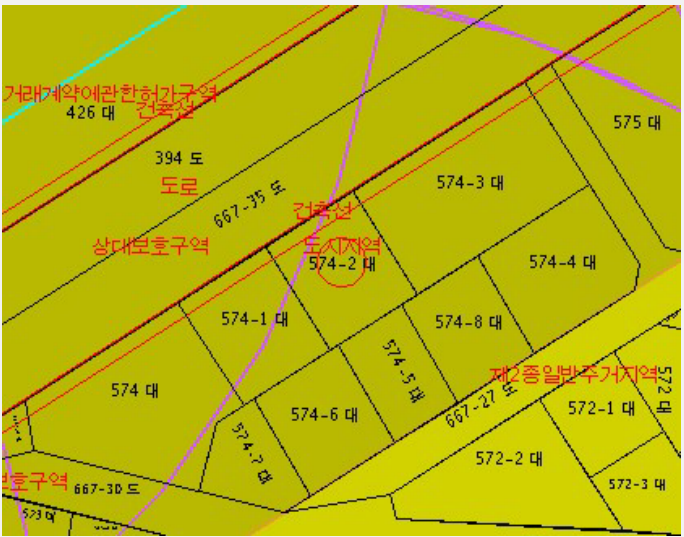 거래계약에관한허가구역
건축선
426 대
575 대
394 도
도로
574-3 대
667-35 도
건축선
상대보호구역
도시지역
574-2 대
574-4 대
574-1 대
574-8 대
574-5 대
제2종일반주거지역
574 대
572 대
667-27 도
572-1 대
574-6 대
574-7 대
572-2 대
호구역
667-30 도
572-3 대
573 대